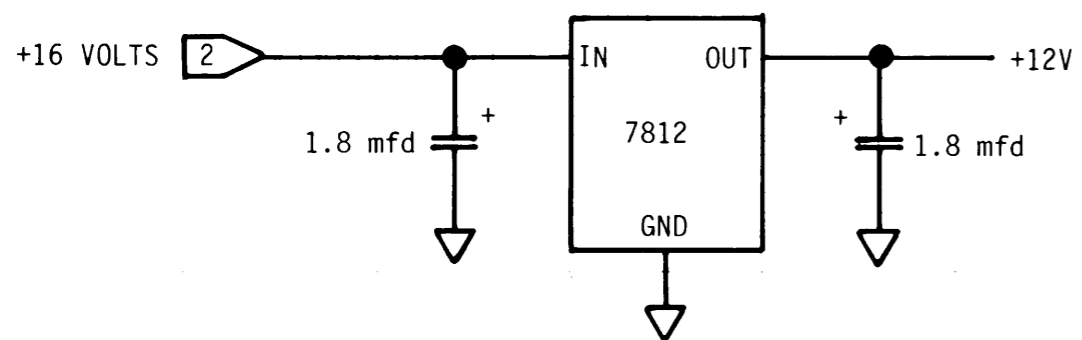 +16 VOLTS 2
IN
OUT
+12V
+
1.8 mfd
7812
+
1.8 mfd
GND